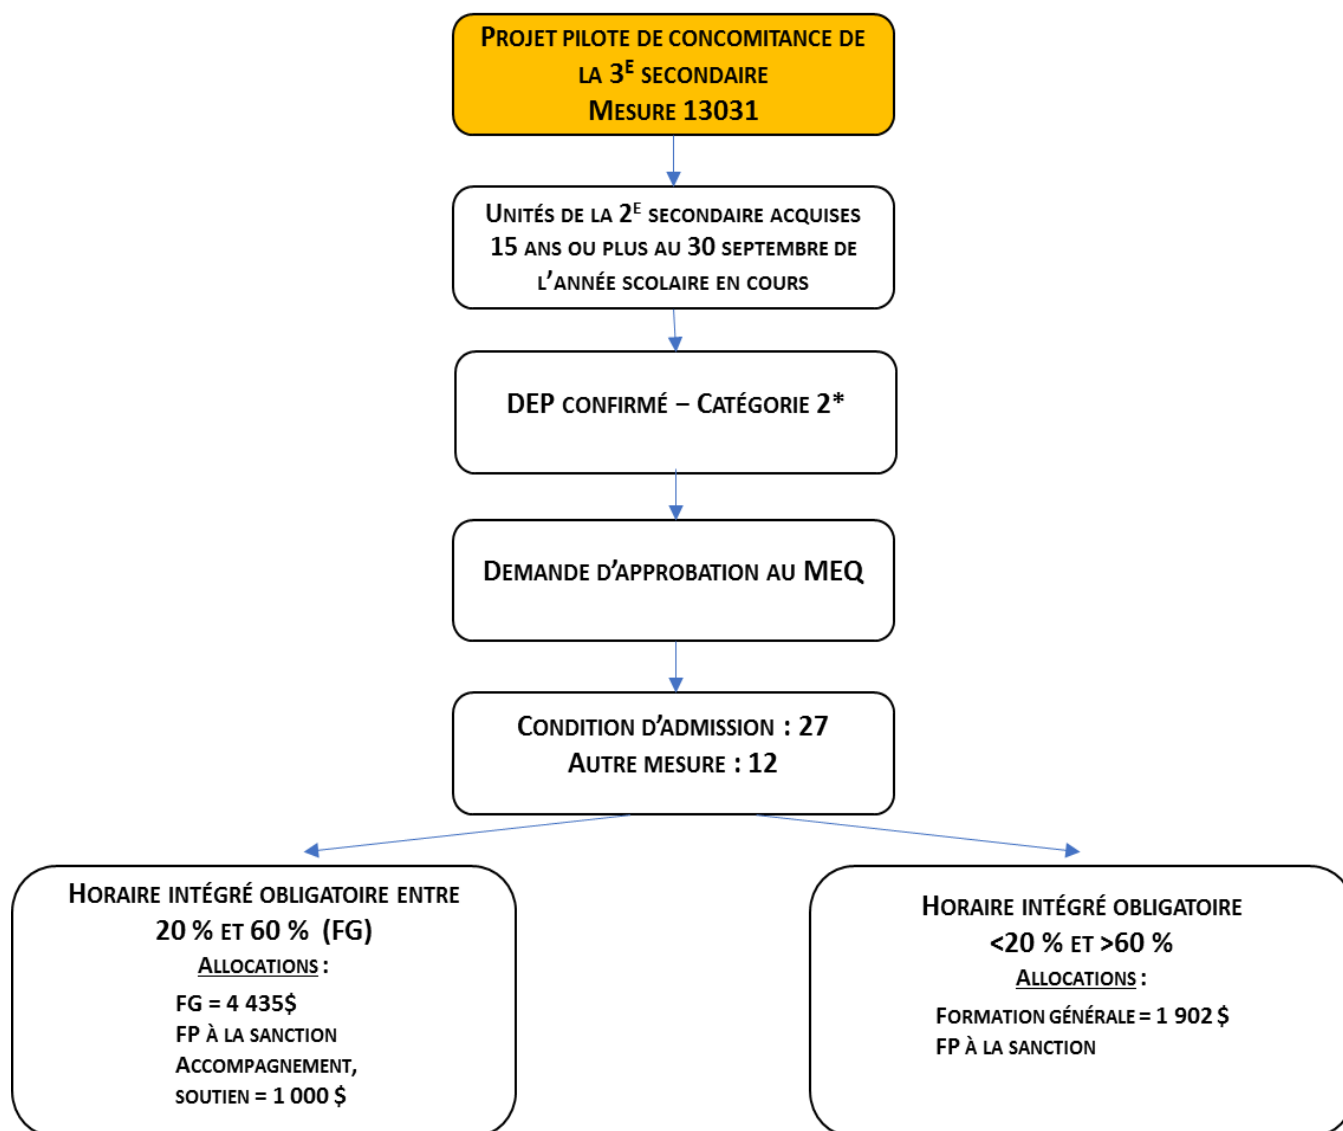 PROJET PILOTE DE CONCOMITANCE DE
LA 3E SECONDAIRE
MESURE 13031
UNITÉS DE LA 2E SECONDAIRE ACQUISES
15 ANS OU PLUS AU 30 SEPTEMBRE DE
L'ANNÉE SCOLAIRE EN COURS
DEP CONFIRMÉ – CATÉGORIE 2*
DEMANDE D'APPROBATION AU MEQ
CONDITION D'ADMISSION : 27
AUTRE MESURE : 12
HORAIRE INTÉGRÉ OBLIGATOIRE ENTRE
20 % ET 60 % (FG)
ALLOCATIONS :
FG = 4 435$
FP À LA SANCTION
ACCOMPAGNEMENT,
SOUTIEN = 1 000 $
HORAIRE INTÉGRÉ OBLIGATOIRE
<20 % ET >60 %
ALLOCATIONS :
FORMATION GÉNÉRALE = 1 902 $
FP À LA SANCTION